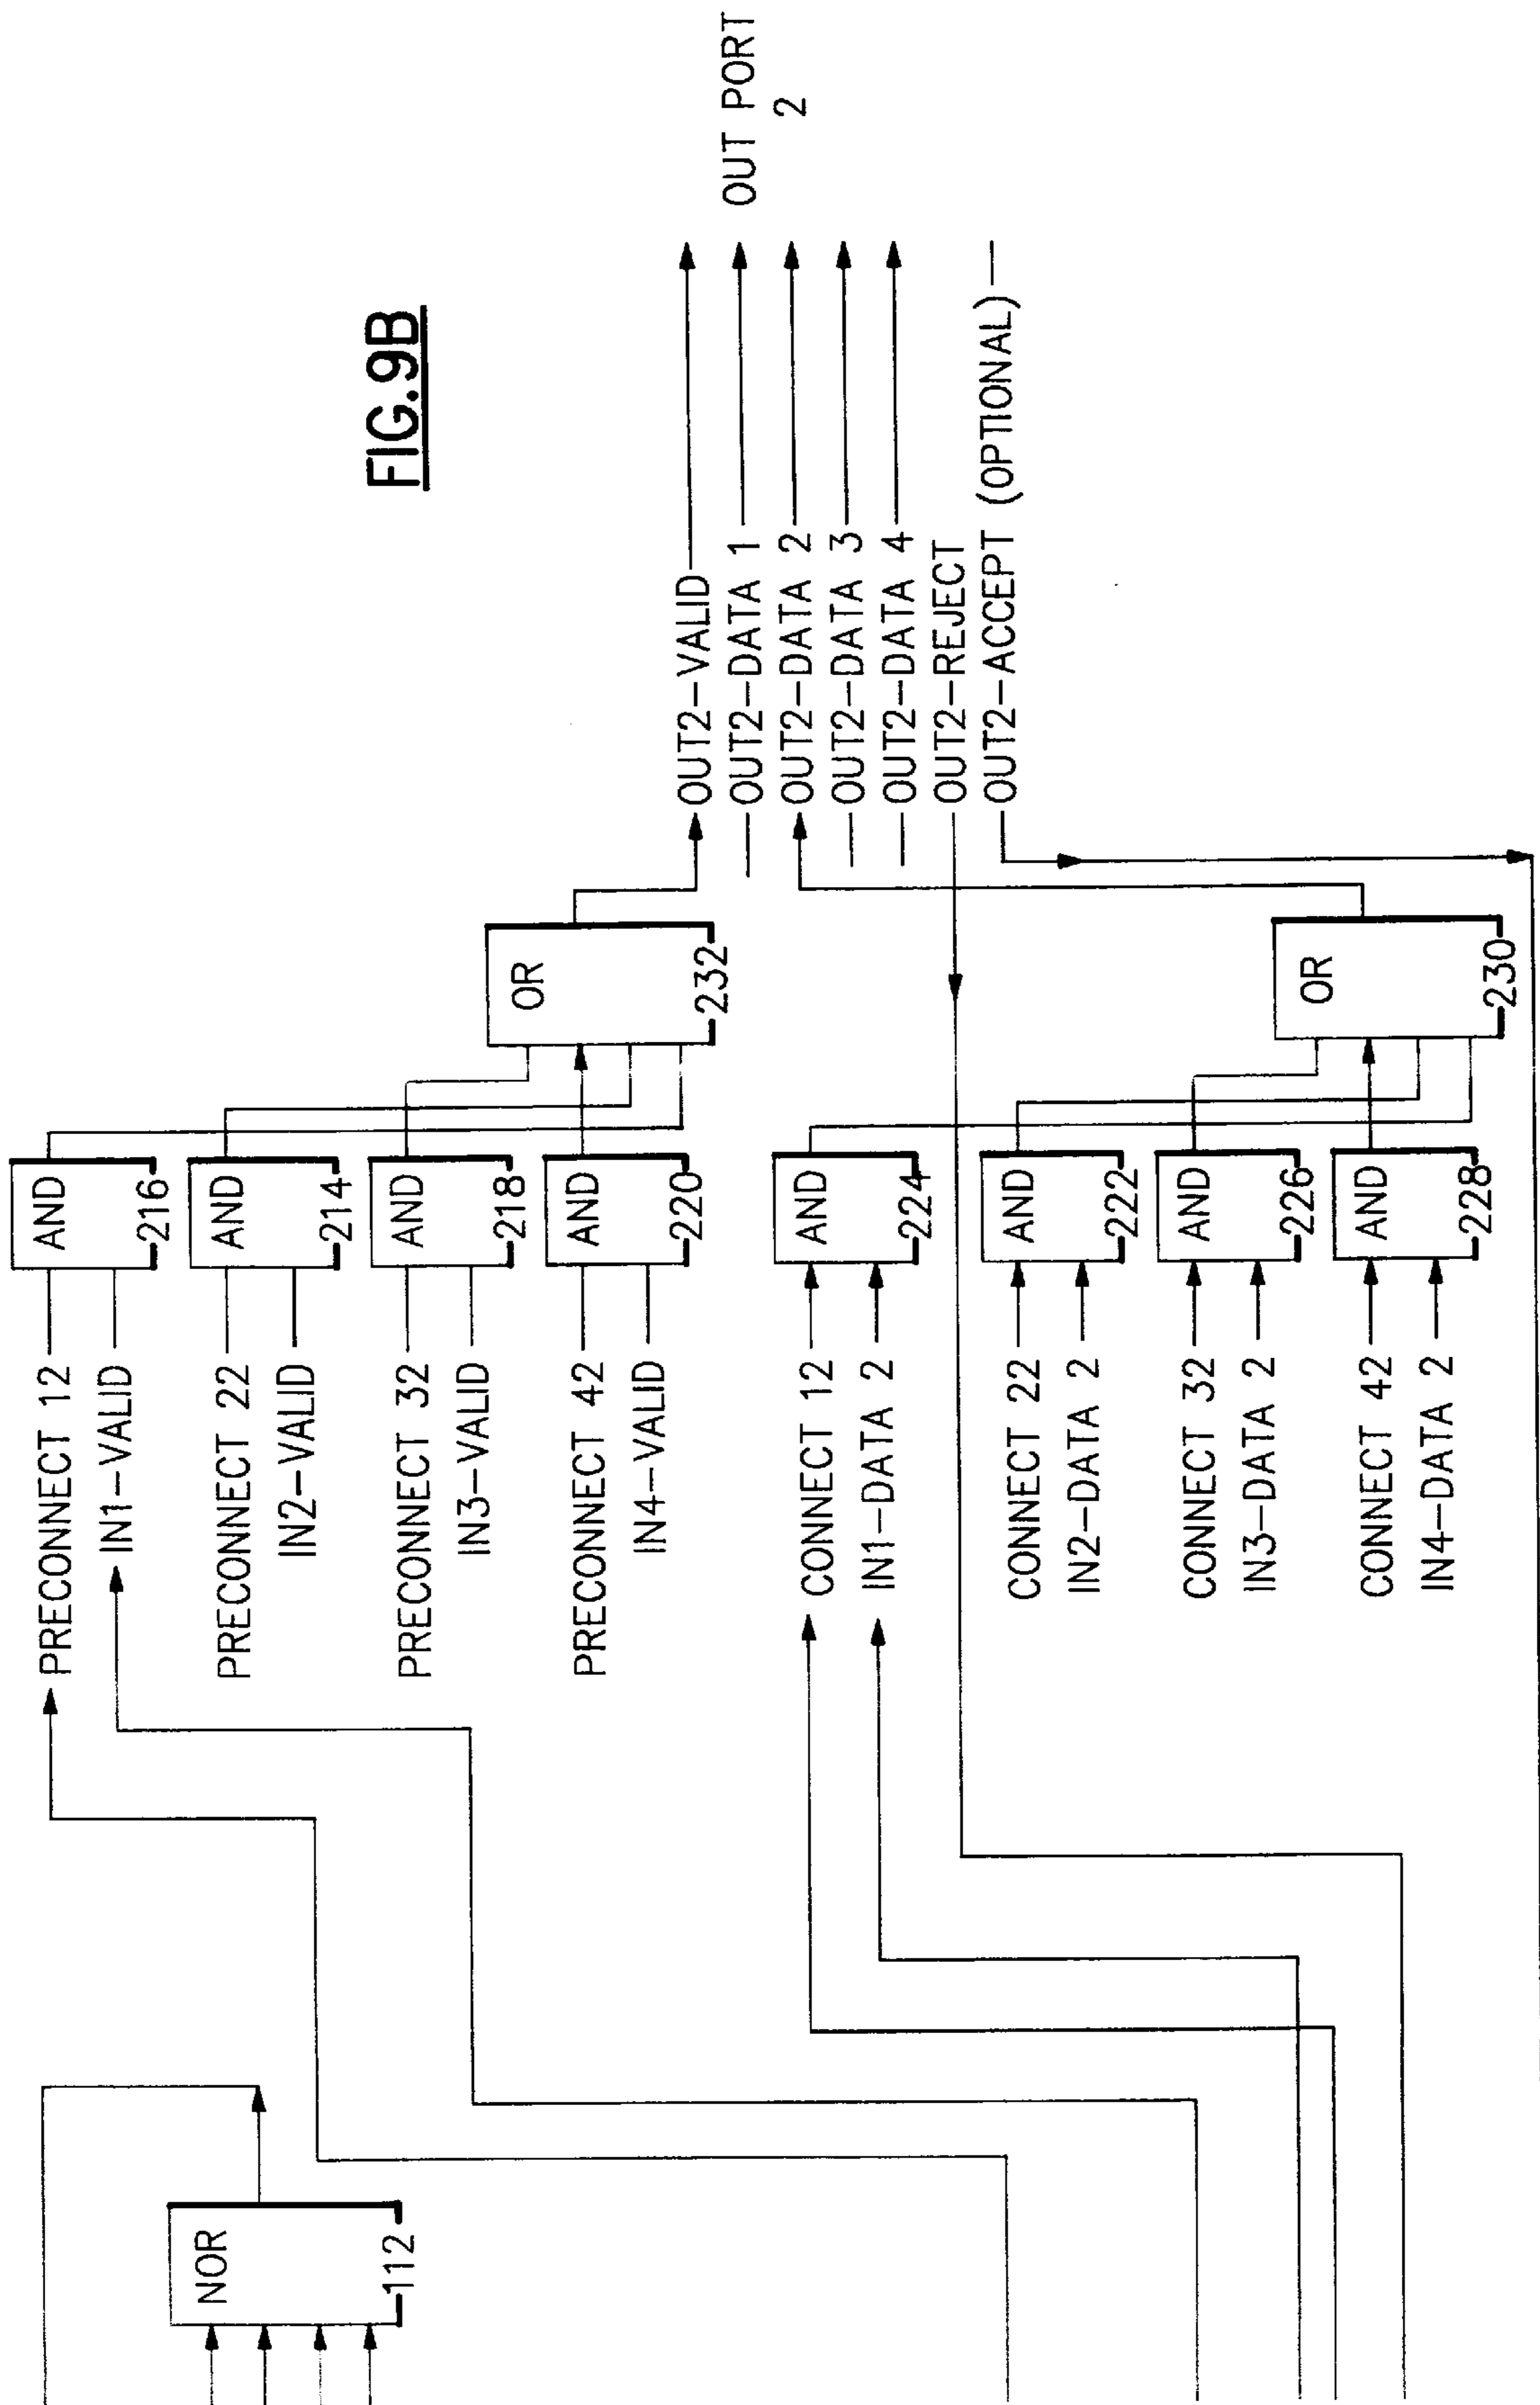 FIG.9B
NOR
112
PRECONNECT 12
IN1-VALID
AND
216
PRECONNECT 22
IN2-VALID
AND
214
PRECONNECT 32
IN3-VALID
AND
218
PRECONNECT 42
IN4-VALID
AND
220
OR
232
CONNECT 12
IN1-DATA 2
AND
224
CONNECT 22
IN2-DATA 2
AND
222
CONNECT 32
IN3-DATA 2
AND
226
CONNECT 42
IN4-DATA 2
AND
228
OR
230
OUT2-VALID
OUT2-DATA 1
OUT2-DATA 2
OUT2-DATA 3
OUT2-DATA 4
OUT2-REJECT
OUT2-ACCEPT (OPTIONAL)
OUT PORT
2